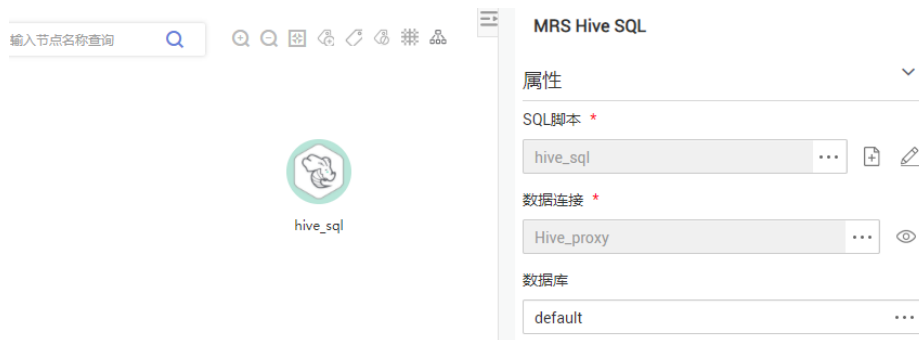 输入节点名称查询
hive_sql
MRS Hive SQL
属性
SQL脚本 *
hive_sql
数据连接 *
Hive_proxy
数据库
default